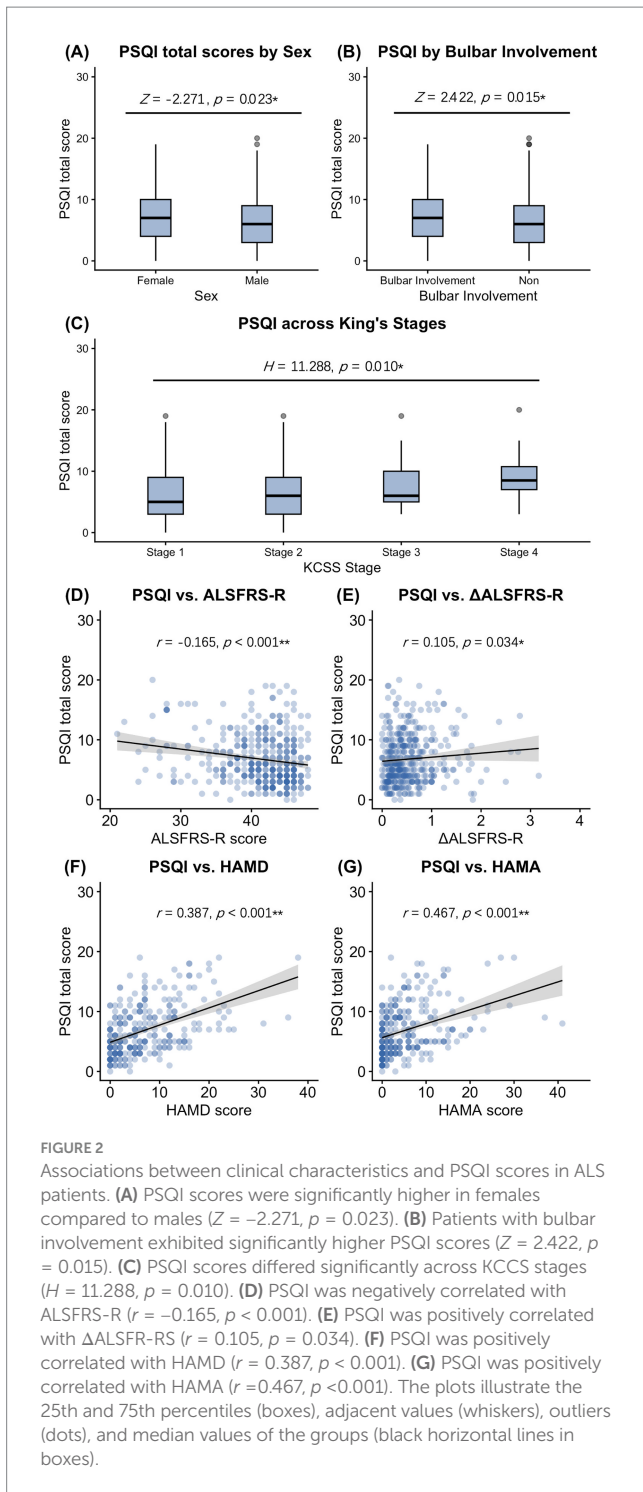 (A) PSQI total scores by Sex
30
20
10
0
PSQI total score
Z = -2.271, p = 0.023*
Female Male
Sex
(B) PSQI by Bulbar Involvement
30
20
10
0
PSQI total score
Z = 2.422, p = 0.015*
Bulbar Involvement Non
Bulbar Involvement
(C) PSQI across King's Stages
30
20
10
0
PSQI total score
H = 11.288, p = 0.010*
Stage 1 Stage 2 Stage 3 Stage 4
KCSS Stage
(D) PSQI vs. ALSFRS-R
30
20
10
0
PSQI total score
r = -0.165, p < 0.001**
20 30 40
ALSFRS-R score
(E) PSQI vs. ΔALSFRS-R
30
20
10
0
PSQI total score
r = 0.105, p = 0.034*
0 1 2 3 4
ΔALSFRS-R
(F) PSQI vs. HAMD
30
20
10
0
PSQI total score
r = 0.387, p < 0.001**
0 10 20 30 40
HAMD score
(G) PSQI vs. HAMA
30
20
10
0
PSQI total score
r = 0.467, p < 0.001**
0 10 20 30 40
HAMA score
FIGURE 2
Associations between clinical characteristics and PSQI scores in ALS
patients. (A) PSQI scores were significantly higher in females
compared to males (Z = −2.271, p = 0.023). (B) Patients with bulbar
involvement exhibited significantly higher PSQI scores (Z = 2.422, p
= 0.015). (C) PSQI scores differed significantly across KCCS stages
(H = 11.288, p = 0.010). (D) PSQI was negatively correlated with
ALSFRS-R (r = −0.165, p < 0.001). (E) PSQI was positively correlated
with ΔALSFR-RS (r = 0.105, p = 0.034). (F) PSQI was positively
correlated with HAMD (r = 0.387, p < 0.001). (G) PSQI was positively
correlated with HAMA (r =0.467, p <0.001). The plots illustrate the
25th and 75th percentiles (boxes), adjacent values (whiskers), outliers
(dots), and median values of the groups (black horizontal lines in
boxes).